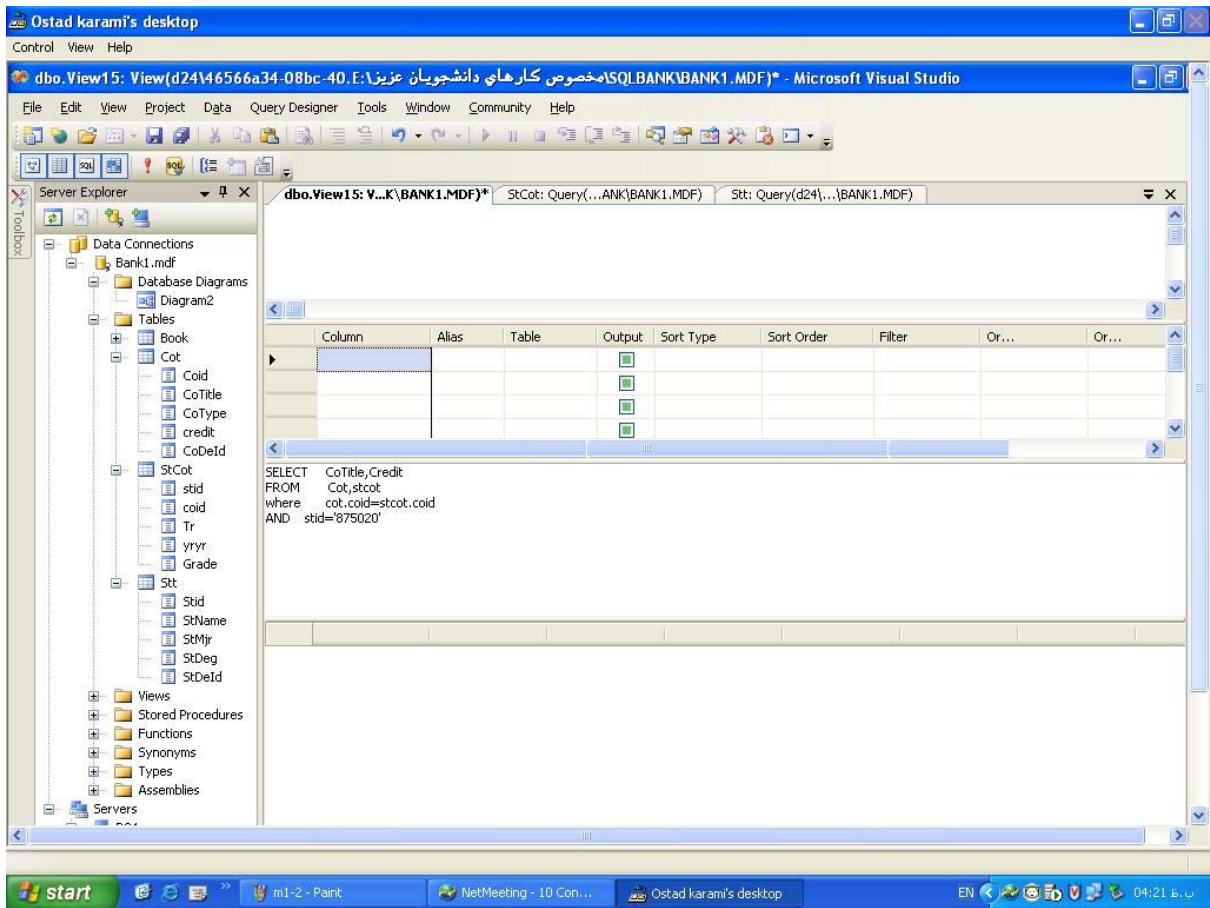 Ostad karami's desktop
Control View Help
dbo.View15: View(d24\46566a34-08bc-40.E:\مخصوص كارهاي دانشجويان عزيز\SQLBANK\BANK1.MDF)* - Microsoft Visual Studio
File Edit View Project Data Query Designer Tools Window Community Help
Server Explorer
dbo.View15: V...K\BANK1.MDF)* StCot: Query(...ANK\BANK1.MDF) Stt: Query(d24\...\BANK1.MDF)
Toolbox
Data Connections
Bank1.mdf
Database Diagrams
Diagram2
Tables
Book
Cot
Coid
CoTitle
CoType
credit
CoDeId
StCot
stid
coid
Tr
yryr
Grade
Stt
Stid
StName
StMjr
StDeg
StDeId
Views
Stored Procedures
Functions
Synonyms
Types
Assemblies
Servers
Column Alias Table Output Sort Type Sort Order Filter Or... Or...
SELECT CoTitle,Credit
FROM Cot,stcot
where cot.coid=stcot.coid
AND stid='875020'
start m1-2 - Paint NetMeeting - 10 Con... Ostad karami's desktop EN 04:21 ب.ظ